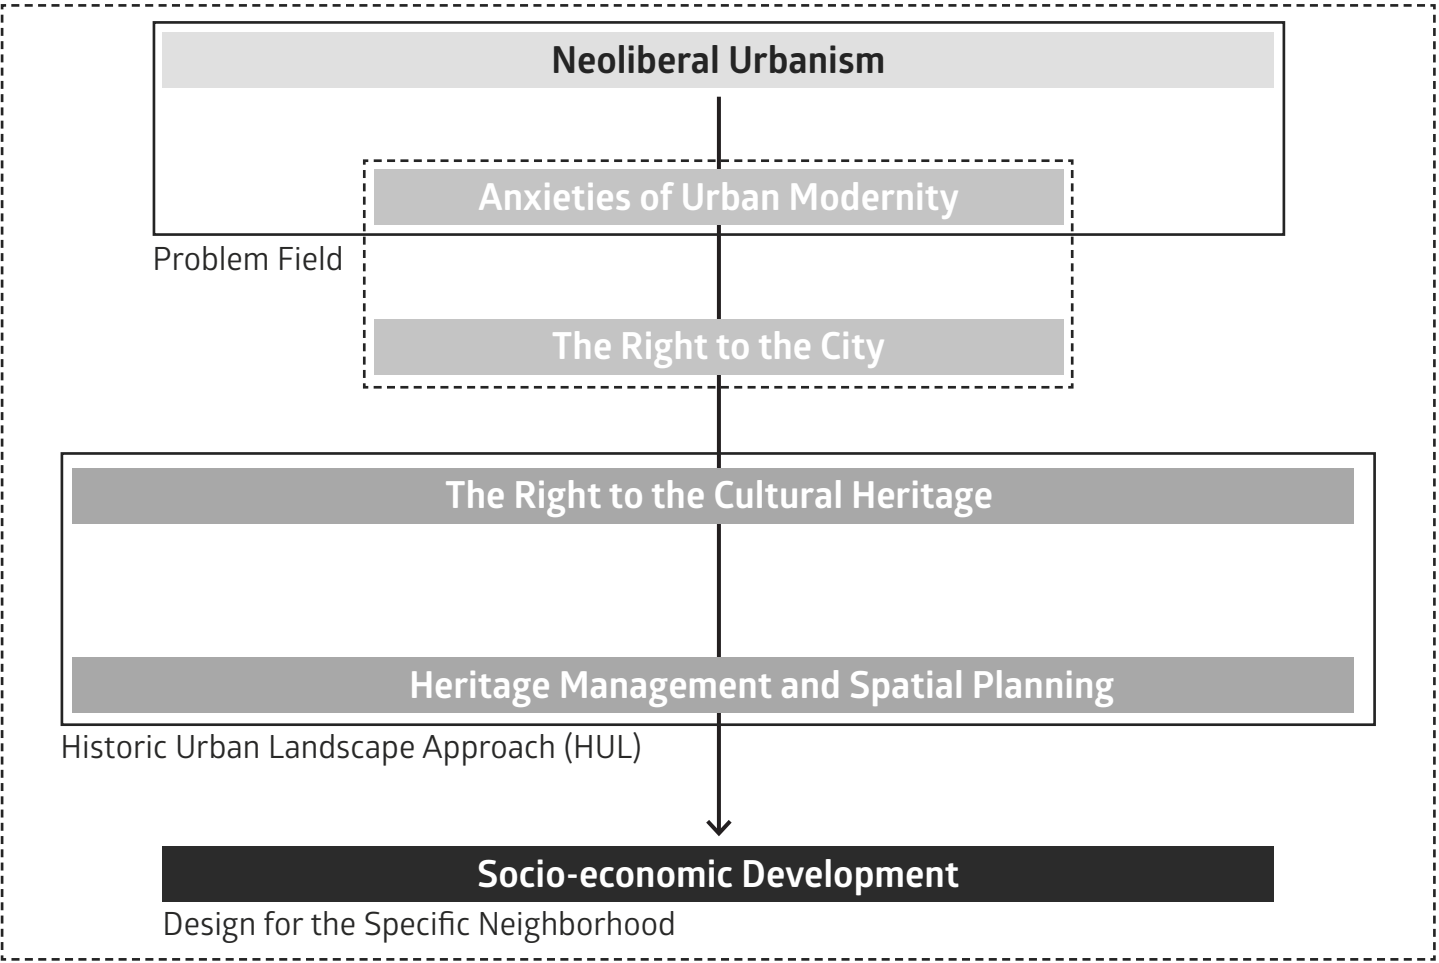 Neoliberal Urbanism
Anxieties of Urban Modernity
Problem Field
The Right to the City
The Right to the Cultural Heritage
Heritage Management and Spatial Planning
Historic Urban Landscape Approach (HUL)
Socio-economic Development
Design for the Specific Neighborhood